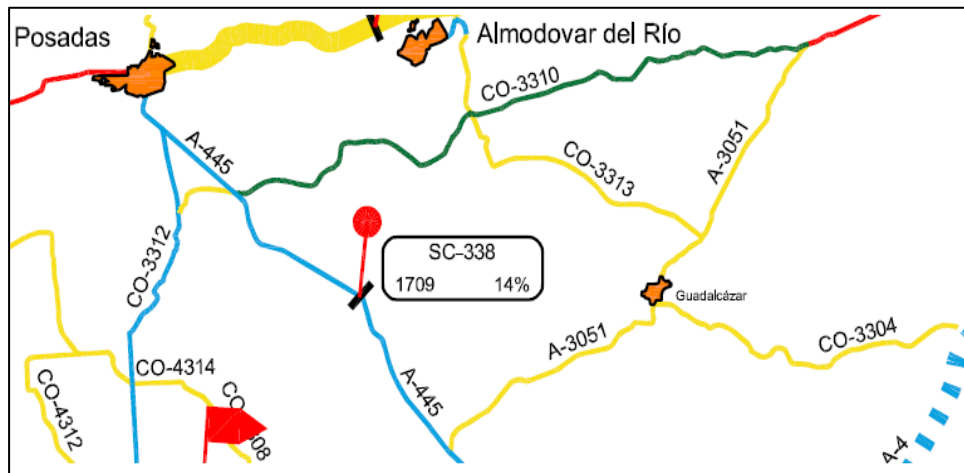 Posadas
Almodovar del Río
CO-3310
A-445
CO-3313
A-3051
CO-3312
SC-338
1709 14%
Guadalcázar
A-3051
CO-3304
CO-4314
A-445
CO-4312
A-4